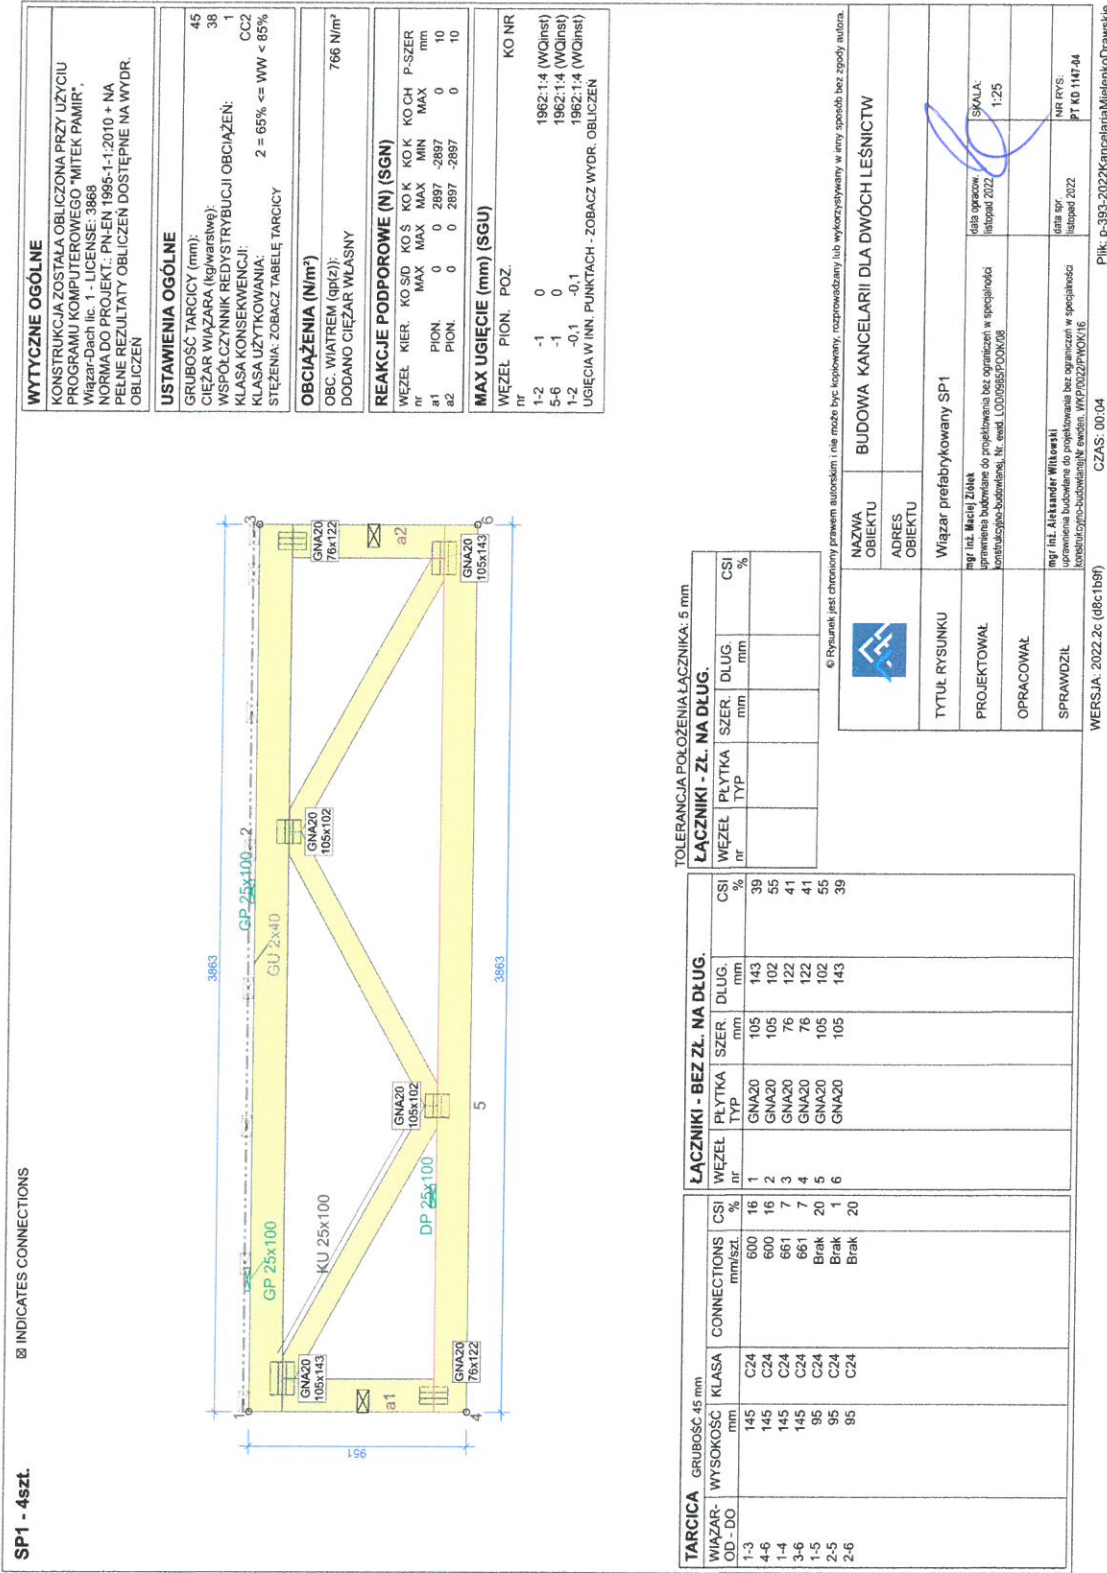 SP1 - 4szt.
☒ INDICATES CONNECTIONS
3863
951
1
GP 25x100
KU 25x100
GU 2x40
GP 25x100
2
3
GNA20
105x143
a1
4
GNA20
76x122
DP 25x100
GNA20
105x102
5
GNA20
105x102
GNA20
76x122
a2
GNA20
105x143
6
3863
WYTYCZNE OGÓLNE
KONSTRUKCJA ZOSTAŁA OBLICZONA PRZY UŻYCIU
PROGRAMU KOMPUTEROWEGO "MITEK PAMIR".
Wiązar-Dach lic. 1 - LICENSE: 3868
NORMA DO PROJEKT.: PN-EN 1995-1-1:2010 + NA
PEŁNE REZULTATY OBLICZEŃ DOSTĘPNE NA WYDR.
OBLICZEŃ
USTAWIENIA OGÓLNE
GRUBOŚĆ TARCICY (mm): 45
CIĘŻAR WIĄZARA (kg/warstwę): 38
WSPÓŁCZYNNIK REDYSTRYBUCJI OBCIĄŻEŃ: 1
KLASA KONSEKWENCJI: CC2
KLASA UŻYTKOWANIA: 2 = 65% <= WW < 85%
STĘŻENIA: ZOBACZ TABELĘ TARCICY
OBCIĄŻENIA (N/m²)
OBC. WIATREM (qp(z)): 766 N/m²
DODANO CIĘŻAR WŁASNY
REAKCJE PODPOROWE (N) (SGN)
WĘZEŁ KIER. KO S/D KO Ś KO K KO K KO CH P-SZER
nr MAX MAX MAX MIN MAX mm
a1 PION. 0 0 2897 -2897 0 10
a2 PION. 0 0 2897 -2897 0 10
MAX UGIĘCIE (mm) (SGU)
WĘZEŁ PION. POZ. KO NR
nr
1-2 -1 0 1962:1:4 (WQinst)
5-6 -1 0 1962:1:4 (WQinst)
1-2 -0,1 -0,1 1962:1:4 (WQinst)
UGIĘCIA W INN. PUNKTACH - ZOBACZ WYDR. OBLICZEŃ
TARCICA GRUBOŚĆ 45 mm
WIĄZAR- WYSOKOŚĆ KLASA CONNECTIONS CSI
OD - DO mm mm/szt. %
1-3 145 C24 600 16
4-6 145 C24 600 16
1-4 145 C24 661 7
3-6 145 C24 661 7
1-5 95 C24 Brak 20
2-5 95 C24 Brak 1
2-6 95 C24 Brak 20
ŁĄCZNIKI - BEZ ZŁ. NA DŁUG.
WĘZEŁ PŁYTKA SZER. DLUG. CSI
nr TYP mm mm %
1 GNA20 105 143 39
2 GNA20 105 102 55
3 GNA20 76 122 41
4 GNA20 76 122 41
5 GNA20 105 102 55
6 GNA20 105 143 39
TOLERANCJA POŁOŻENIA ŁĄCZNIKA: 5 mm
ŁĄCZNIKI - ZŁ. NA DŁUG.
WĘZEŁ PŁYTKA SZER. DLUG. CSI
nr TYP mm mm %
© Rysunek jest chroniony prawem autorskim i nie może być kopiowany, rozprowadzany lub wykorzystywany w inny sposób bez zgody autora.
NAZWA
OBIEKTU
BUDOWA KANCELARII DLA DWÓCH LEŚNICTW
ADRES
OBIEKTU
TYTUŁ RYSUNKU
Wiązar prefabrykowany SP1
PROJEKTOWAŁ
mgr inż. Maciej Ziółek
uprawnienia budowlane do projektowania bez ograniczeń w specjalności
konstrukcyjno-budowlanej, Nr. ewid. LOD/0985/POOK/08
data opracow.
listopad 2022
SKALA:
1:25
OPRACOWAŁ
SPRAWDZIŁ
mgr inż. Aleksander Witkowski
uprawnienia budowlane do projektowania bez ograniczeń w specjalności
konstrukcyjno-budowlanej Nr ewiden. WKP/0022/PWOK/16
data spr.
listopad 2022
NR RYS:
PT KD 1147-04
WERSJA: 2022.2c (d8c1b9f)
CZAS: 00:04
Plik: p-393-2022KancelariaMielenkoDrawskie